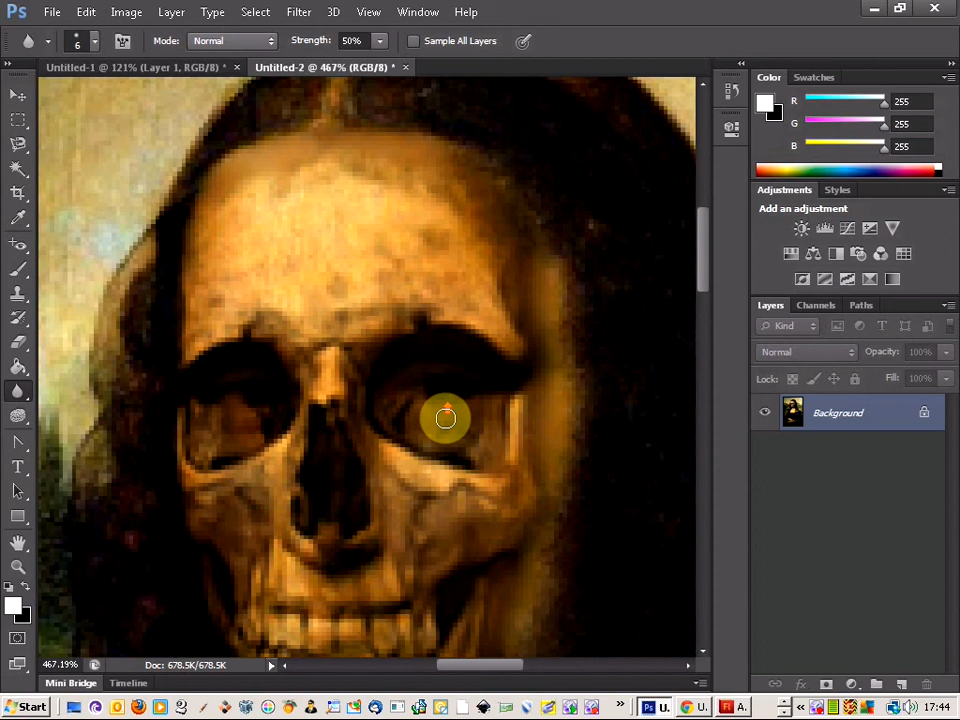 Ps File Edit Image Layer Type Select Filter 3D View Window Help
6 Mode: Normal Strength: 50% Sample All Layers
Untitled-1 @ 121% (Layer 1, RGB/8) * × Untitled-2 @ 467% (RGB/8) * ×
Color Swatches
R 255
G 255
B 255
Adjustments Styles
Add an adjustment
Layers Channels Paths
Kind
Normal Opacity: 100%
Lock: Fill: 100%
Background
467.19% Doc: 678.5K/678.5K
Mini Bridge Timeline
Start Ps U. U. Fl A. 17:44